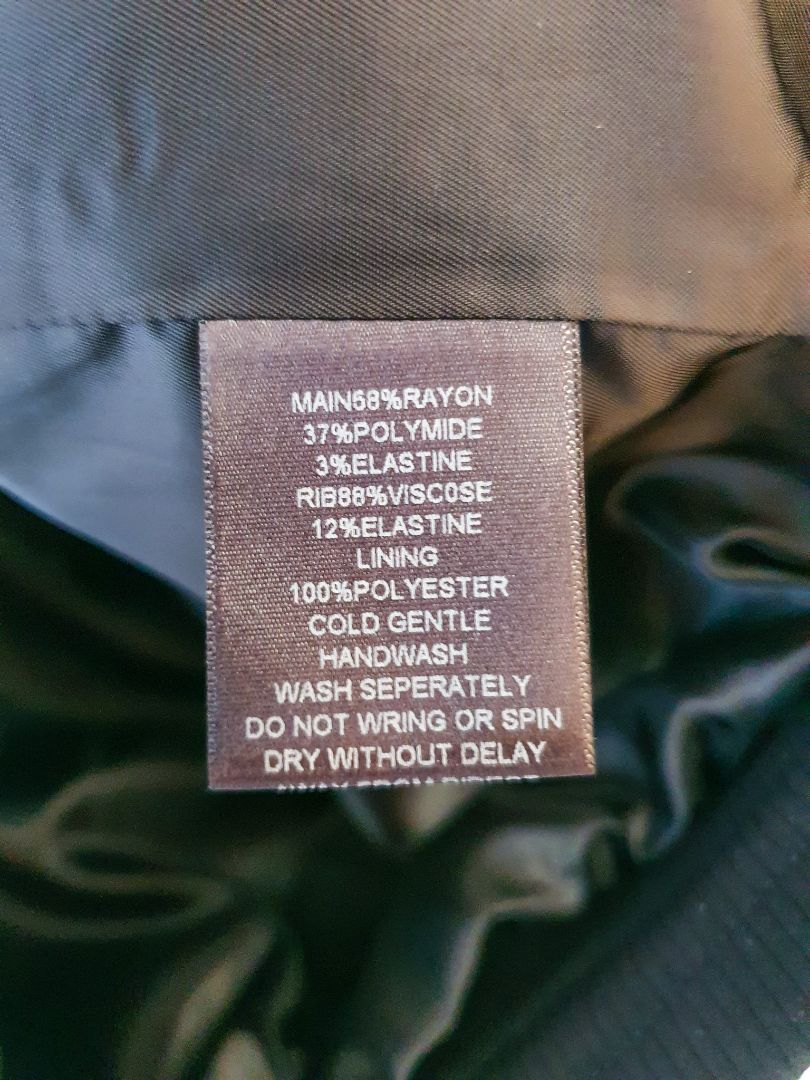 MAIN68%RAYON
37%POLYMIDE
3%ELASTINE
RIB88%VISCOSE
12%ELASTINE
LINING
100%POLYESTER
COLD GENTLE
HANDWASH
WASH SEPERATELY
DO NOT WRING OR SPIN
DRY WITHOUT DELAY